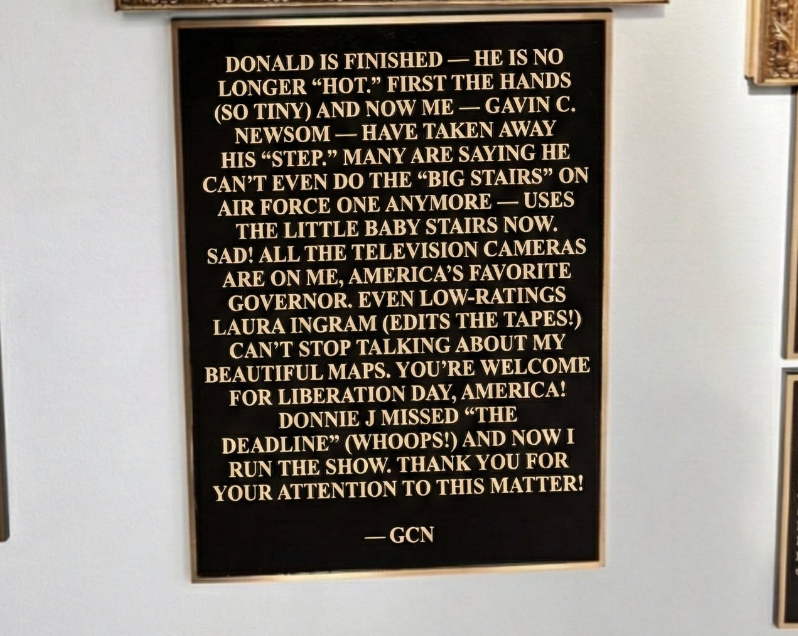 DONALD IS FINISHED — HE IS NO
LONGER “HOT.” FIRST THE HANDS
(SO TINY) AND NOW ME — GAVIN C.
NEWSOM — HAVE TAKEN AWAY
HIS “STEP.” MANY ARE SAYING HE
CAN’T EVEN DO THE “BIG STAIRS” ON
AIR FORCE ONE ANYMORE — USES
THE LITTLE BABY STAIRS NOW.
SAD! ALL THE TELEVISION CAMERAS
ARE ON ME, AMERICA’S FAVORITE
GOVERNOR. EVEN LOW-RATINGS
LAURA INGRAM (EDITS THE TAPES!)
CAN’T STOP TALKING ABOUT MY
BEAUTIFUL MAPS. YOU’RE WELCOME
FOR LIBERATION DAY, AMERICA!
DONNIE J MISSED “THE
DEADLINE” (WHOOPS!) AND NOW I
RUN THE SHOW. THANK YOU FOR
YOUR ATTENTION TO THIS MATTER!
— GCN